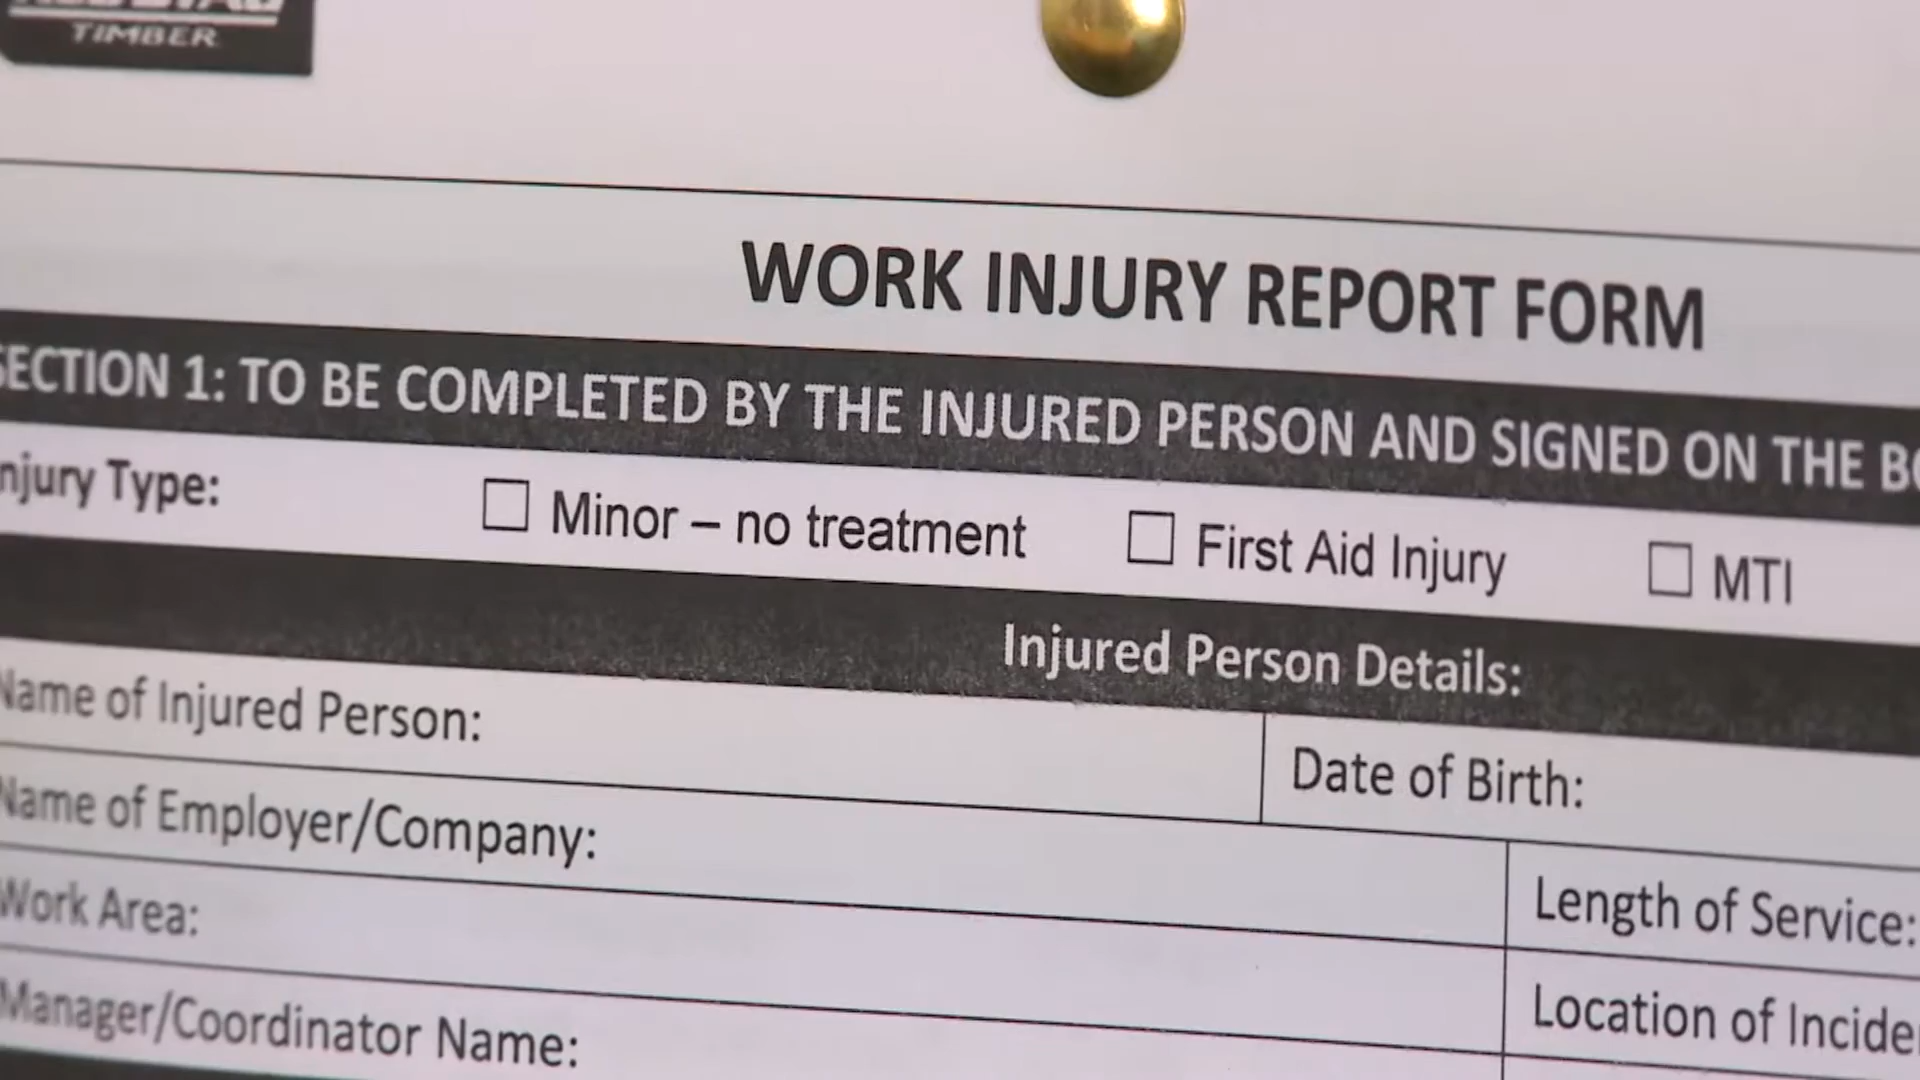 TIMBER
WORK INJURY REPORT FORM
SECTION 1: TO BE COMPLETED BY THE INJURED PERSON AND SIGNED ON THE
Injury Type: ☐ Minor – no treatment ☐ First Aid Injury ☐ MTI
Injured Person Details:
Name of Injured Person: Date of Birth:
Name of Employer/Company: Length of Service:
Work Area: Location of Incide
Manager/Coordinator Name: